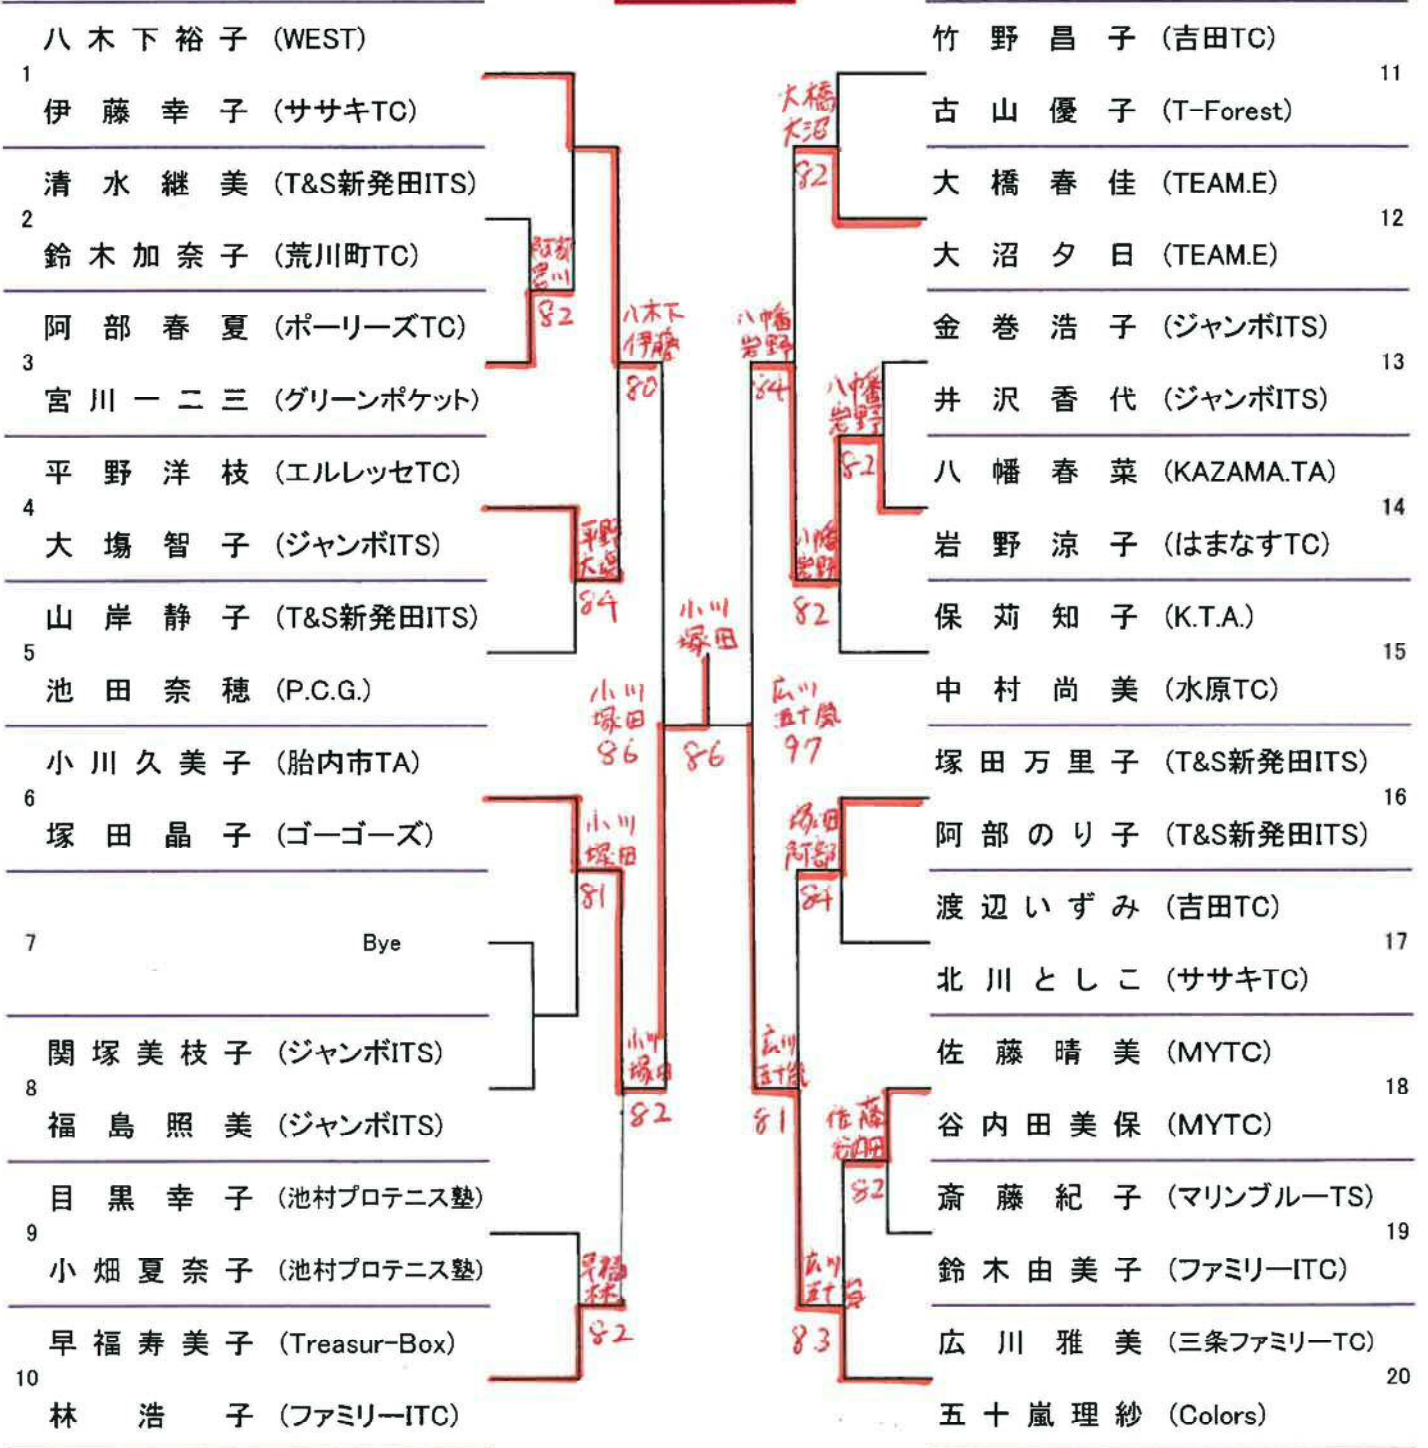 八木下裕子 (WEST)
1
伊藤幸子 (ササキTC)
清水継美 (T&S新発田ITS)
2
鈴木加奈子 (荒川町TC)
阿部春夏 (ポーリーズTC)
3
宮川一二三 (グリーンポケット)
平野洋枝 (エルレッセTC)
4
大塲智子 (ジャンボITS)
山岸静子 (T&S新発田ITS)
5
池田奈穂 (P.C.G.)
小川久美子 (胎内市TA)
6
塚田晶子 (ゴーゴーズ)
7 Bye
関塚美枝子 (ジャンボITS)
8
福島照美 (ジャンボITS)
目黒幸子 (池村プロテニス塾)
9
小畑夏奈子 (池村プロテニス塾)
早福寿美子 (Treasur-Box)
10
林浩子 (ファミリーITC)
阿部
宮川
82
八木下
伊藤
80
平野
大塲
84
小川
塚田
86
小川
塚田
81
小川
塚田
82
早福
林
82
小川
塚田
86
大橋
大沼
82
八幡
岩野
84
八幡
岩野
82
八幡
岩野
82
広川
五十嵐
97
塚田
阿部
84
広川
五十嵐
81
佐藤
谷内田
82
広川
五十嵐
83
竹野昌子 (吉田TC)
11
古山優子 (T-Forest)
大橋春佳 (TEAM.E)
12
大沼夕日 (TEAM.E)
金巻浩子 (ジャンボITS)
13
井沢香代 (ジャンボITS)
八幡春菜 (KAZAMA.TA)
14
岩野涼子 (はまなすTC)
保苅知子 (K.T.A.)
15
中村尚美 (水原TC)
塚田万里子 (T&S新発田ITS)
16
阿部のり子 (T&S新発田ITS)
渡辺いずみ (吉田TC)
17
北川としこ (ササキTC)
佐藤晴美 (MYTC)
18
谷内田美保 (MYTC)
斎藤紀子 (マリンブルーTS)
19
鈴木由美子 (ファミリーITC)
広川雅美 (三条ファミリーTC)
20
五十嵐理紗 (Colors)